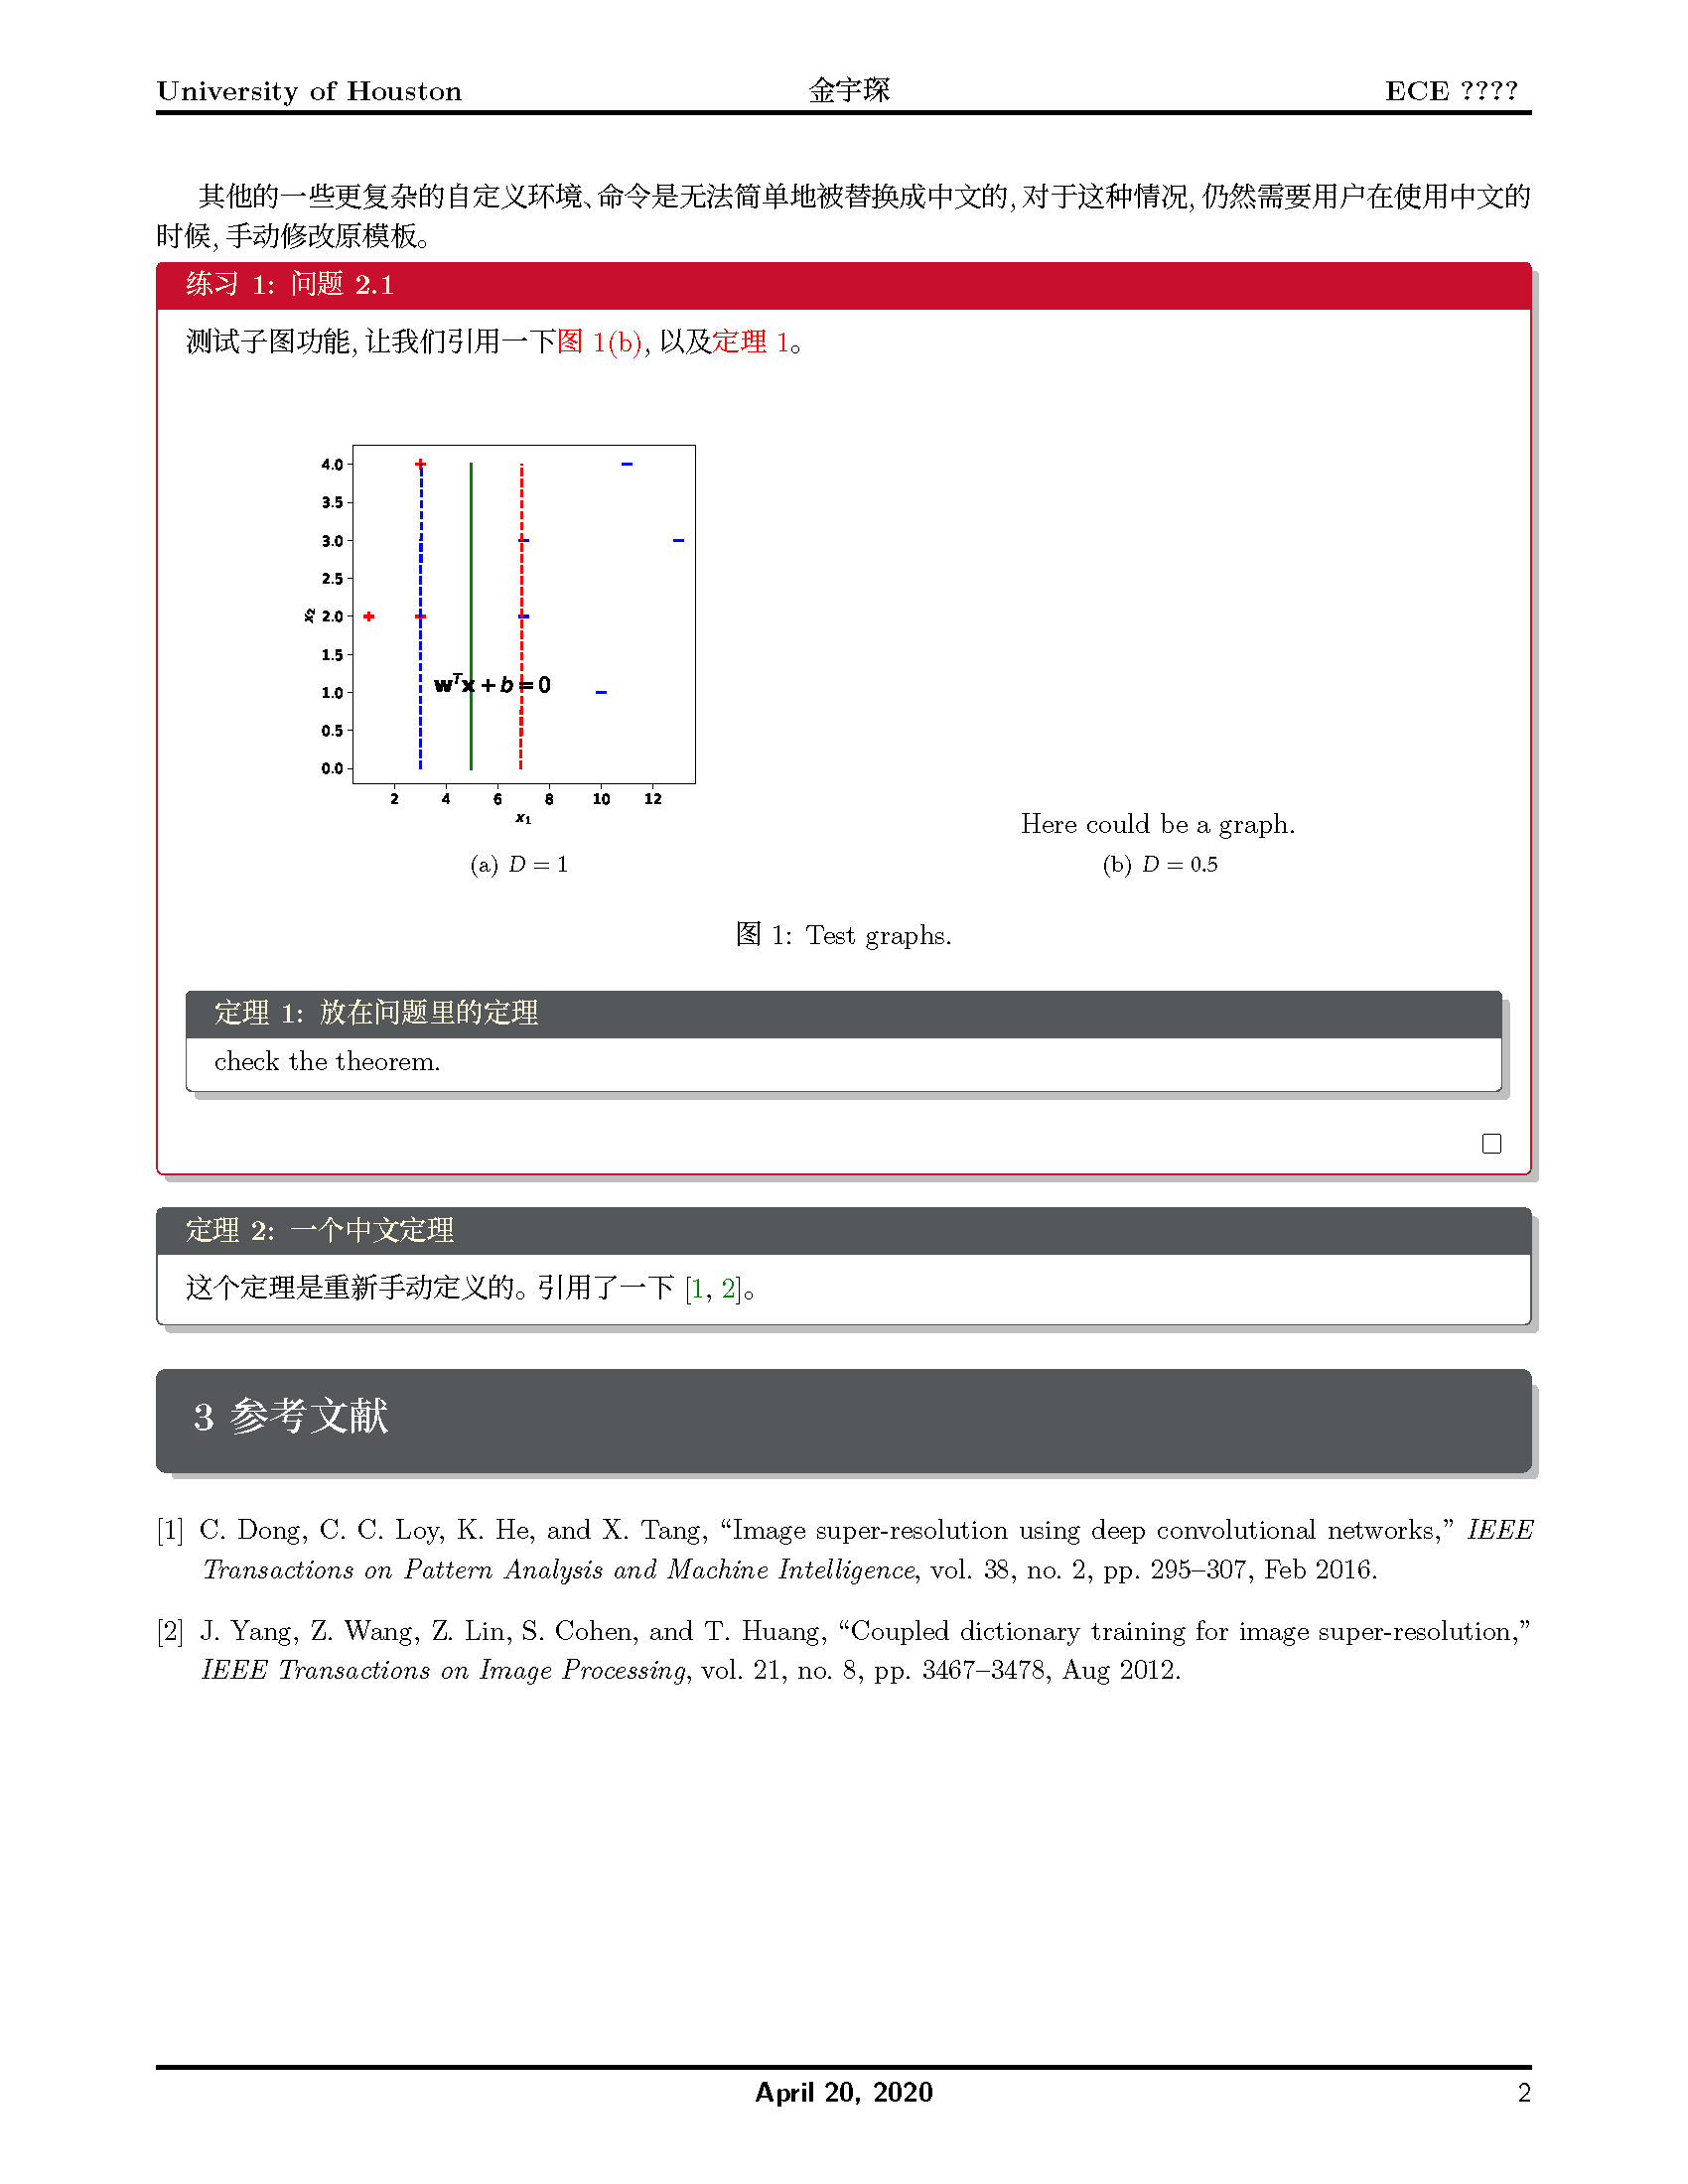 University of Houston 金宇琛 ECE ????
其他的一些更复杂的自定义环境、命令是无法简单地被替换成中文的, 对于这种情况, 仍然需要用户在使用中文的
时候, 手动修改原模板。
练习 1: 问题 2.1
测试子图功能, 让我们引用一下图 1(b), 以及定理 1。
4.0
3.5
3.0
2.5
x₂ 2.0
1.5
w^T x + b = 0
1.0
0.5
0.0
2 4 6 8 10 12
x₁
Here could be a graph.
(a) D = 1 (b) D = 0.5
图 1: Test graphs.
定理 1: 放在问题里的定理
check the theorem.
定理 2: 一个中文定理
这个定理是重新手动定义的。引用了一下 [1, 2]。
3 参考文献
[1] C. Dong, C. C. Loy, K. He, and X. Tang, “Image super-resolution using deep convolutional networks,” IEEE
Transactions on Pattern Analysis and Machine Intelligence, vol. 38, no. 2, pp. 295–307, Feb 2016.
[2] J. Yang, Z. Wang, Z. Lin, S. Cohen, and T. Huang, “Coupled dictionary training for image super-resolution,”
IEEE Transactions on Image Processing, vol. 21, no. 8, pp. 3467–3478, Aug 2012.
April 20, 2020 2